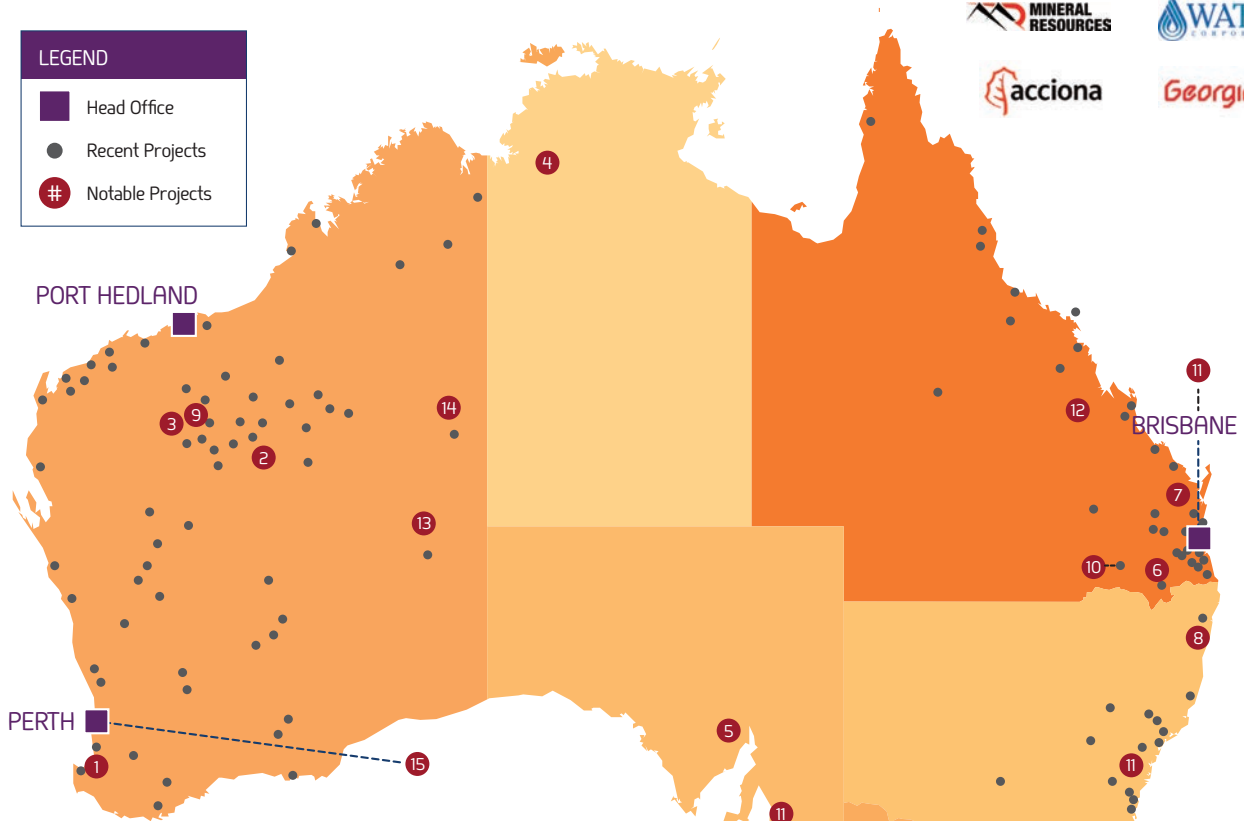 MINERAL
RESOURCES
acciona
LEGEND
Head Office
Recent Projects
# Notable Projects
PORT HEDLAND
BRISBANE
PERTH
4
11
14
9
3
12
2
7
13
10
6
8
5
15
1
11
11